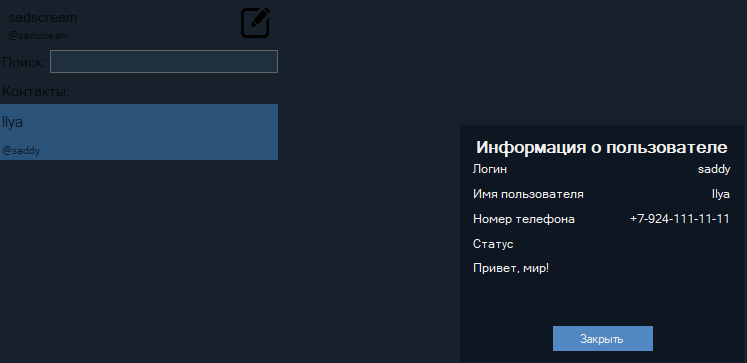 sadscream
@sadscream
Поиск:
Контакты:
Ilya
@saddy
Информация о пользователе
Логин saddy
Имя пользователя Ilya
Номер телефона +7-924-111-11-11
Статус
Привет, мир!
Закрыть